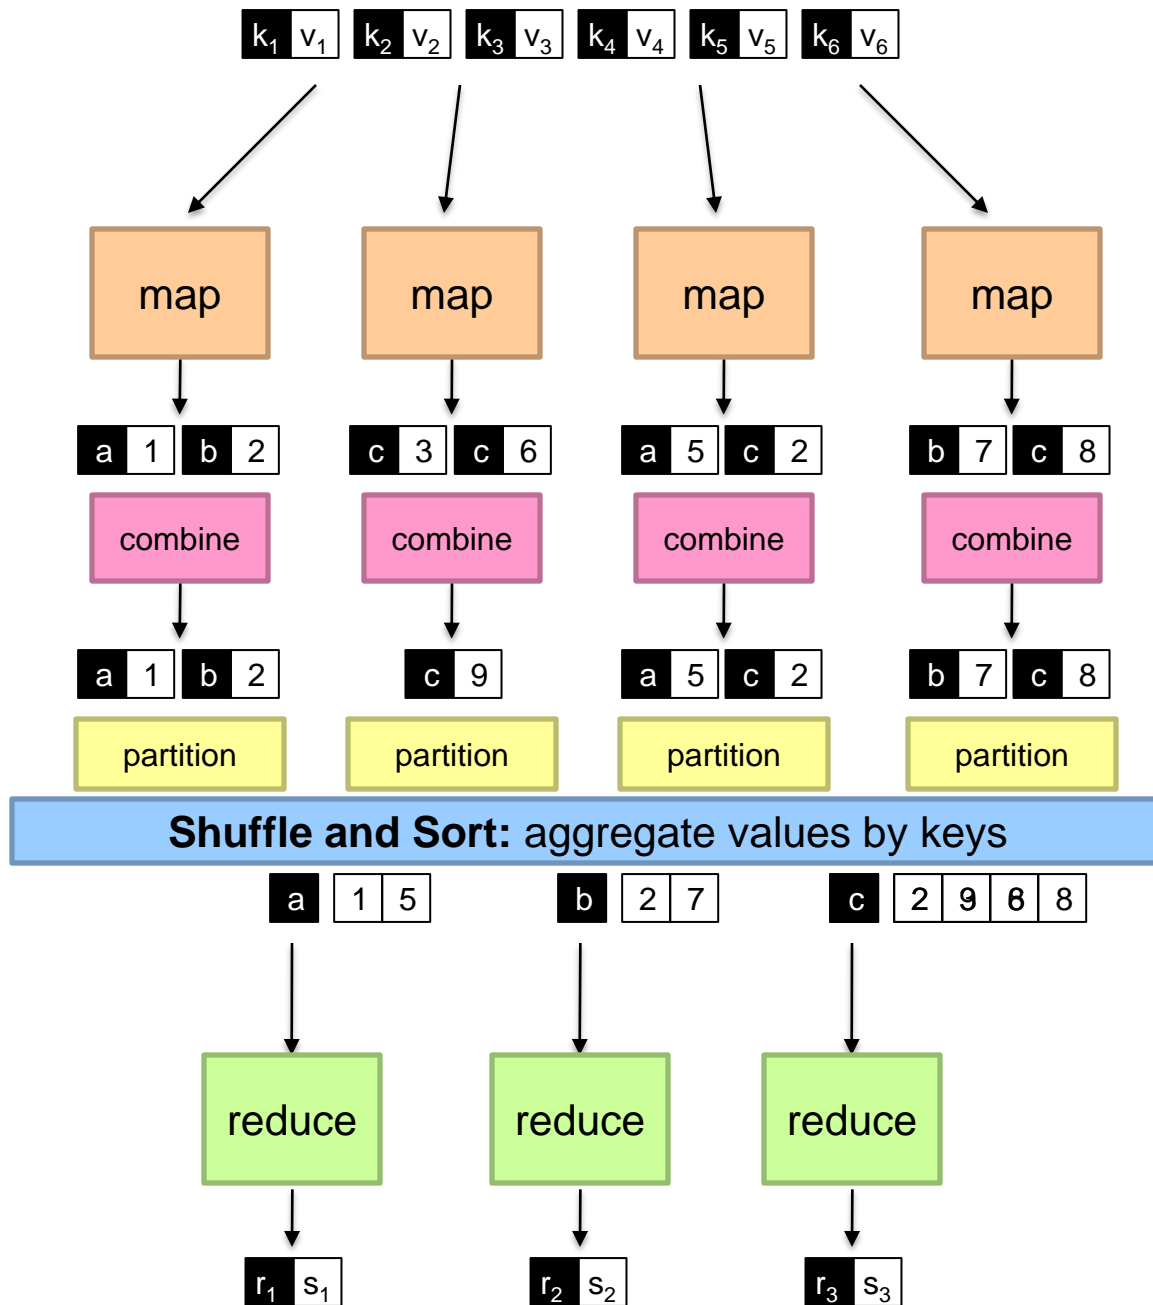 k1 v1 k2 v2 k3 v3 k4 v4 k5 v5 k6 v6
map map map map
a 1 b 2 c 3 c 6 a 5 c 2 b 7 c 8
combine combine combine combine
a 1 b 2 c 9 a 5 c 2 b 7 c 8
partition partition partition partition
Shuffle and Sort: aggregate values by keys
a 1 5 b 2 7 c 2 8
reduce reduce reduce
r1 s1 r2 s2 r3 s3